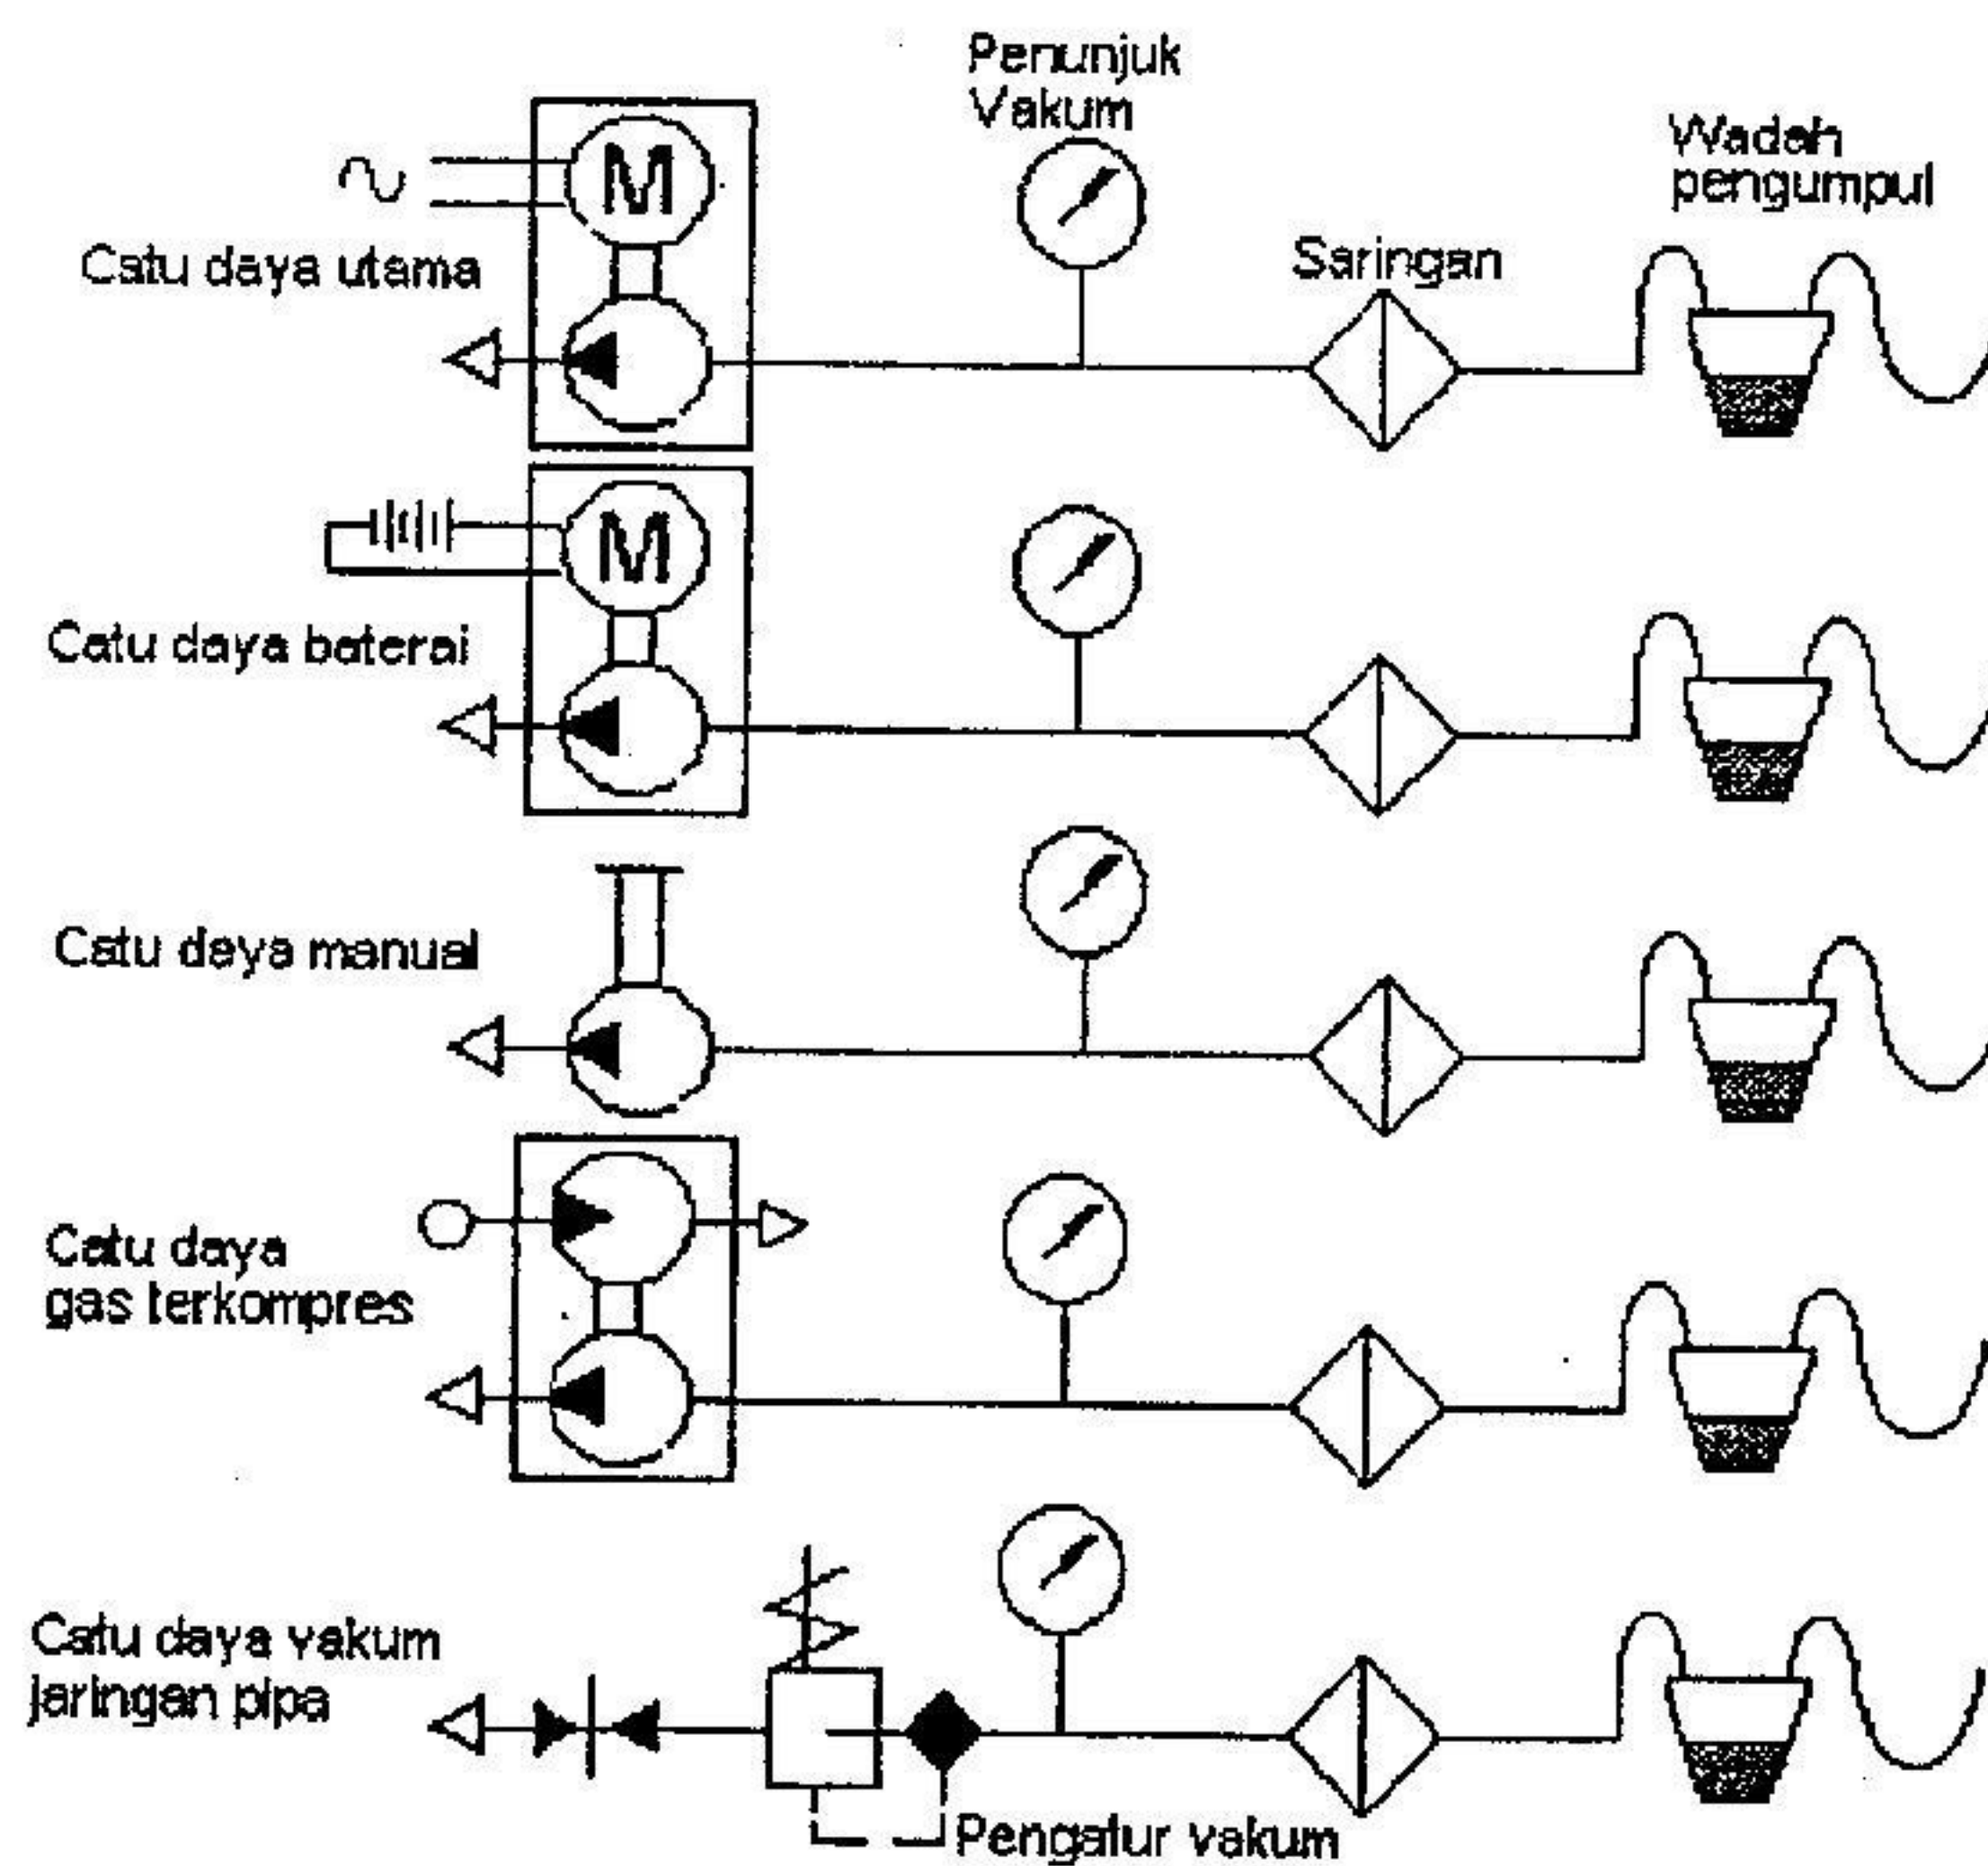 Penunjuk
Vakum
Wadah
pengumpul
Saringan
M
Catu daya utama
M
Catu daya baterai
Catu daya manual
Catu daya
gas terkompres
Catu daya vakum
jaringan pipa
Pengatur vakum